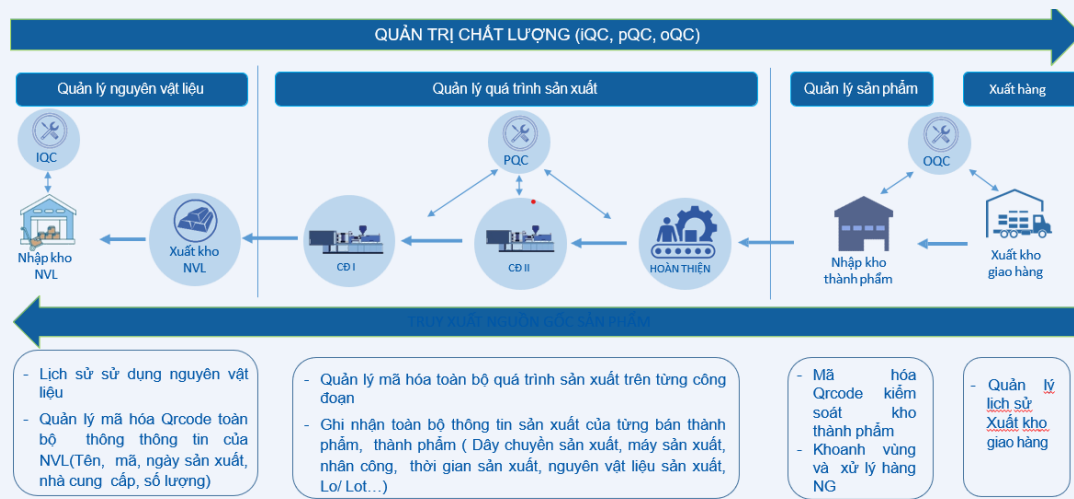 QUẢN TRỊ CHẤT LƯỢNG (iQC, pQC, oQC)
Quản lý nguyên vật liệu
Quản lý quá trình sản xuất
Quản lý sản phẩm
Xuất hàng
IQC
PQC
OQC
Nhập kho
NVL
Xuất kho
NVL
CĐ I
CĐ II
HOÀN THIỆN
Nhập kho
thành phẩm
Xuất kho
giao hàng
TRUY XUẤT NGUỒN GỐC SẢN PHẨM
- Lịch sử sử dụng nguyên vật
liệu
- Quản lý mã hóa Qrcode toàn
bộ thông thông tin của
NVL(Tên, mã, ngày sản xuất,
nhà cung cấp, số lượng)
- Quản lý mã hóa toàn bộ quá trình sản xuất trên từng công
đoạn
- Ghi nhận toàn bộ thông tin sản xuất của từng bán thành
phẩm, thành phẩm ( Dây chuyền sản xuất, máy sản xuất,
nhân công, thời gian sản xuất, nguyên vật liệu sản xuất,
Lo/ Lot…)
- Mã hóa
Qrcode kiểm
soát kho
thành phẩm
- Khoanh vùng
và xử lý hàng
NG
- Quản lý
lịch sử
Xuất kho
giao hàng